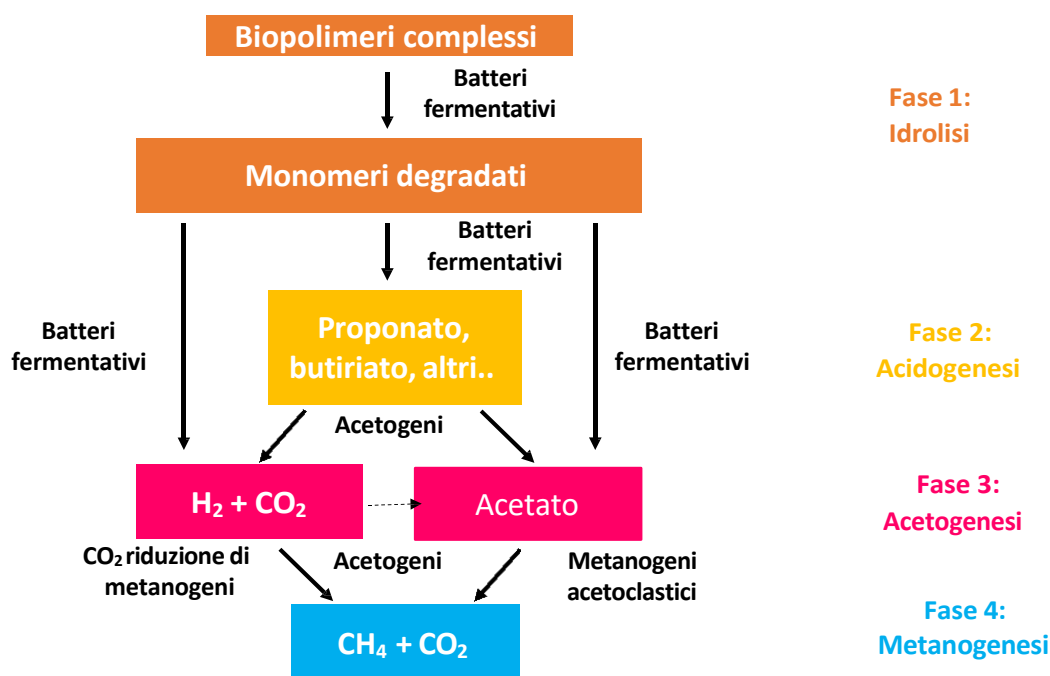 Biopolimeri complessi
Batteri
fermentativi
Fase 1:
Idrolisi
Monomeri degradati
Batteri
fermentativi
Batteri
fermentativi
Proponato,
butiriato, altri..
Batteri
fermentativi
Fase 2:
Acidogenesi
Acetogeni
H₂ + CO₂
Acetato
Fase 3:
Acetogenesi
CO₂ riduzione di
metanogeni
Acetogeni
Metanogeni
acetoclastici
CH₄ + CO₂
Fase 4:
Metanogenesi